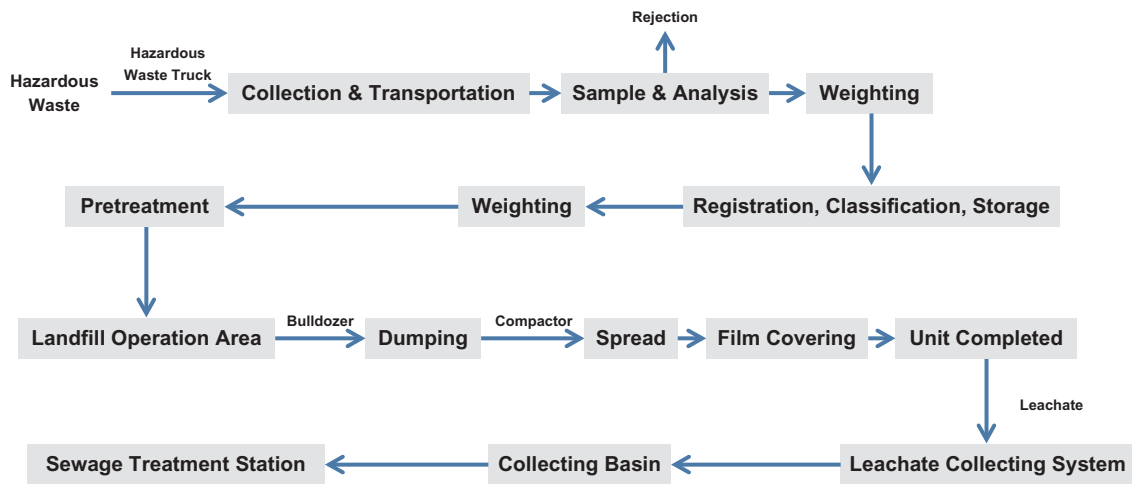 Rejection
Hazardous
Waste
Hazardous
Waste Truck
Collection & Transportation
Sample & Analysis
Weighting
Pretreatment
Weighting
Registration, Classification, Storage
Landfill Operation Area
Bulldozer
Dumping
Compactor
Spread
Film Covering
Unit Completed
Leachate
Sewage Treatment Station
Collecting Basin
Leachate Collecting System